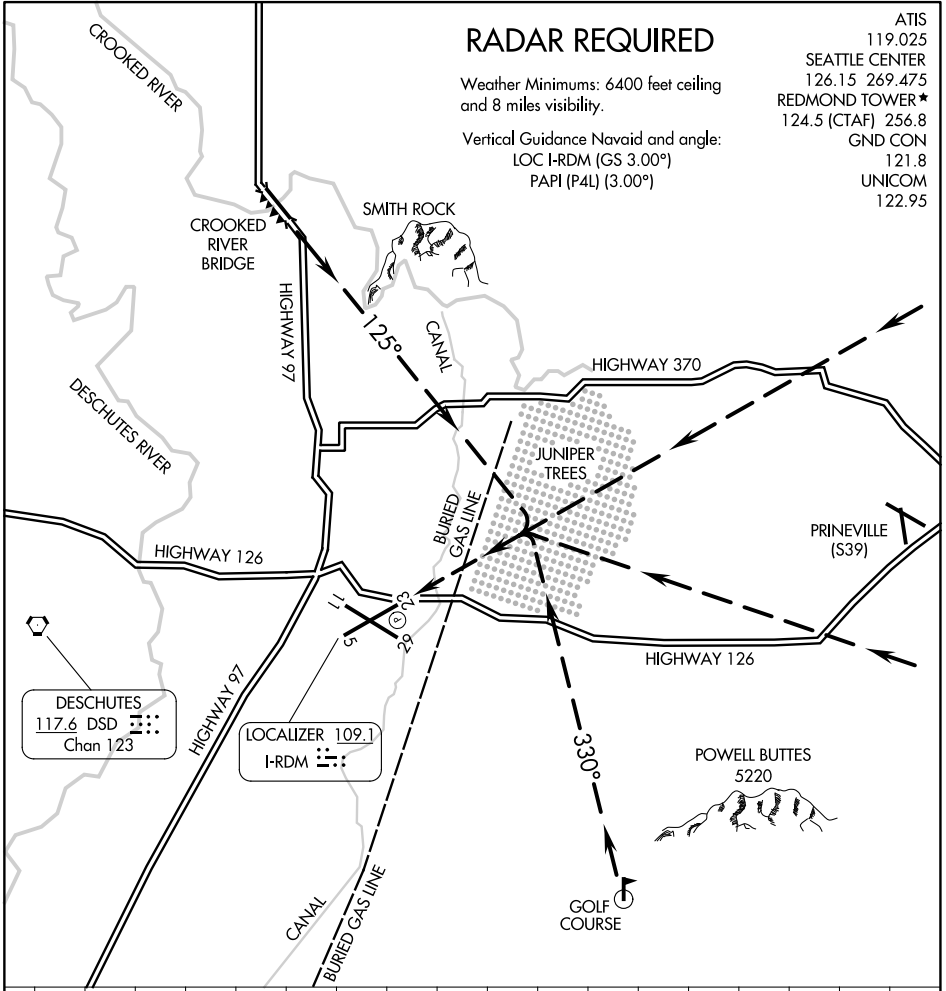 RADAR REQUIRED
Weather Minimums: 6400 feet ceiling
and 8 miles visibility.
Vertical Guidance Navaid and angle:
LOC I-RDM (GS 3.00°)
PAPI (P4L) (3.00°)
ATIS
119.025
SEATTLE CENTER
126.15 269.475
REDMOND TOWER★
124.5 (CTAF) 256.8
GND CON
121.8
UNICOM
122.95
CROOKED RIVER
CROOKED
RIVER
BRIDGE
SMITH ROCK
HIGHWAY 97
125°
CANAL
HIGHWAY 370
DESCHUTES RIVER
JUNIPER
TREES
BURIED
GAS LINE
PRINEVILLE
(S39)
HIGHWAY 126
11
23
P
5
29
HIGHWAY 126
DESCHUTES
117.6 DSD
Chan 123
HIGHWAY 97
LOCALIZER 109.1
I-RDM
330°
POWELL BUTTES
5220
GOLF
COURSE
CANAL
BURIED GAS LINE